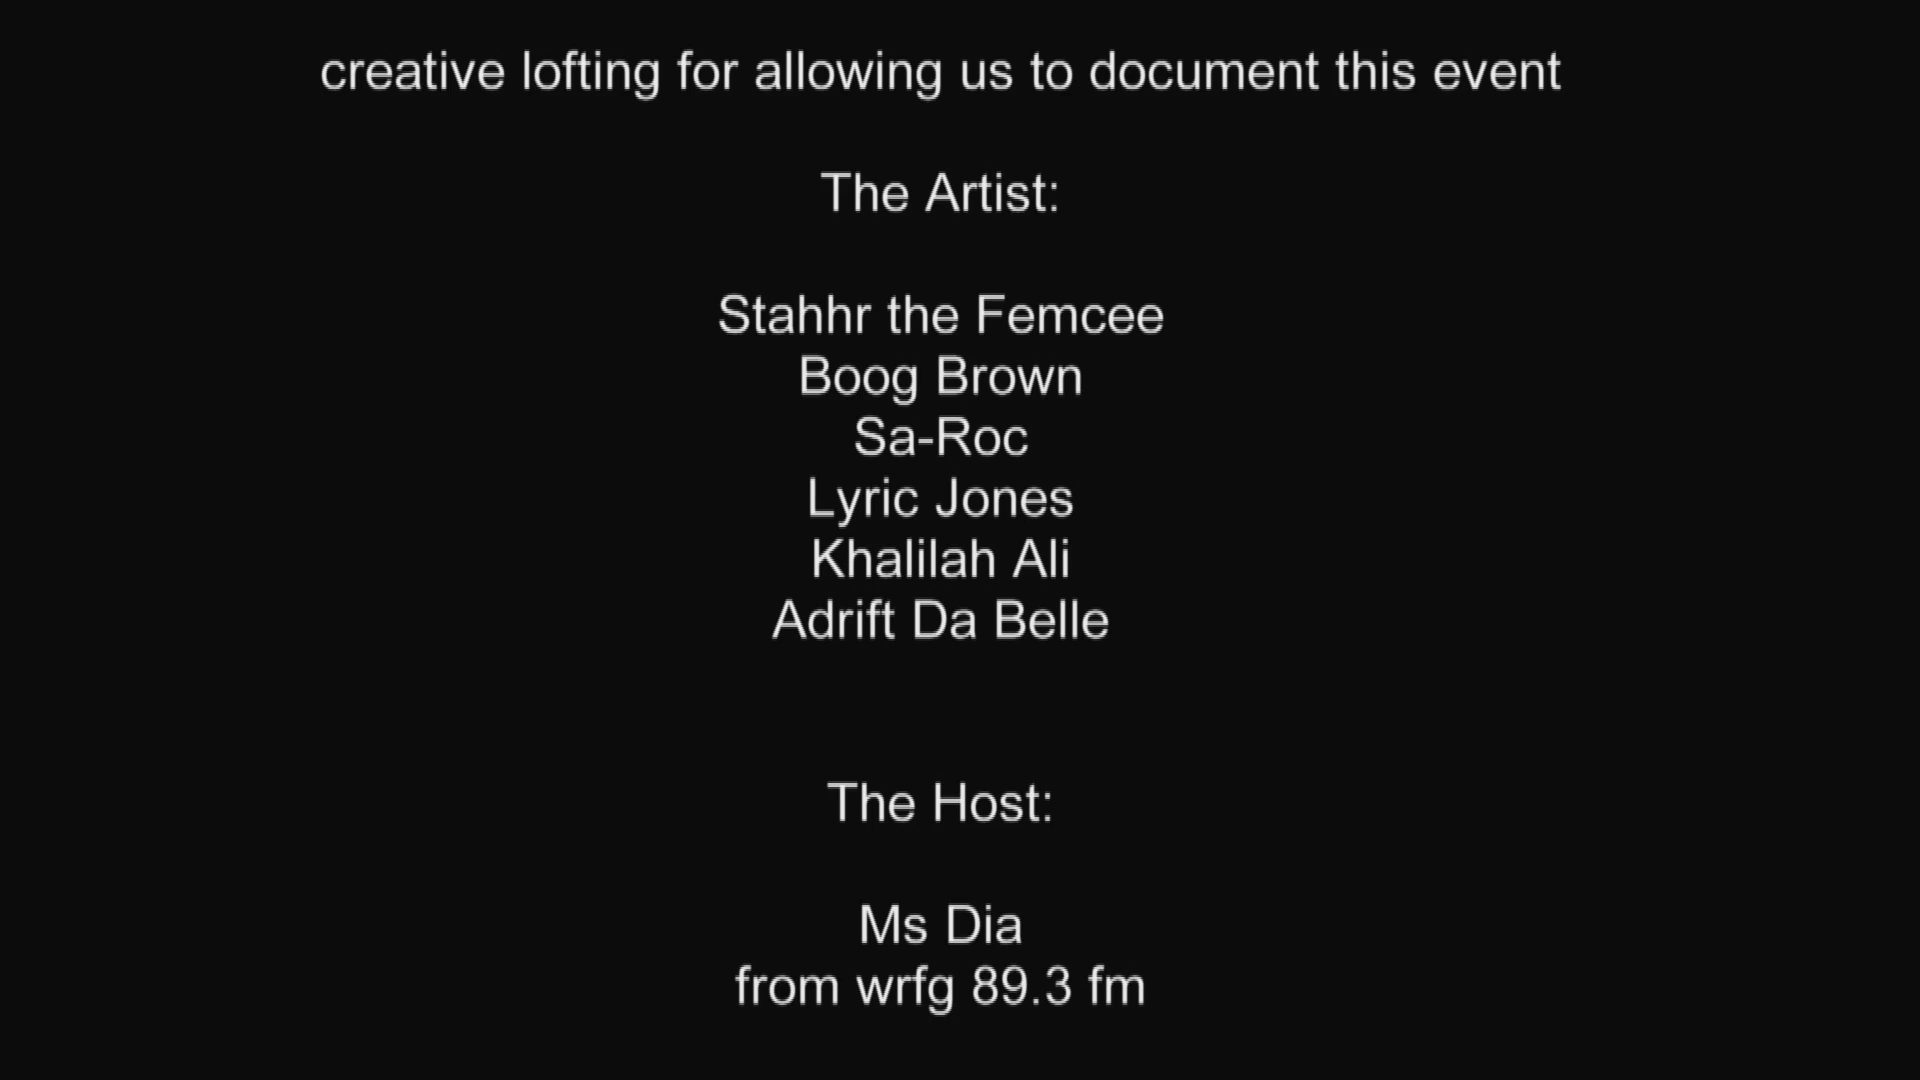 creative lofting for allowing us to document this event
The Artist:
Stahhr the Femcee
Boog Brown
Sa-Roc
Lyric Jones
Khalilah Ali
Adrift Da Belle
The Host:
Ms Dia
from wrfg 89.3 fm